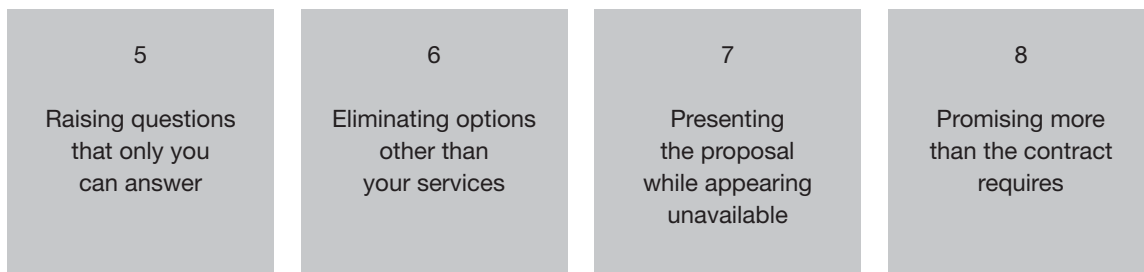 5
Raising questions
that only you
can answer
6
Eliminating options
other than
your services
7
Presenting
the proposal
while appearing
unavailable
8
Promising more
than the contract
requires